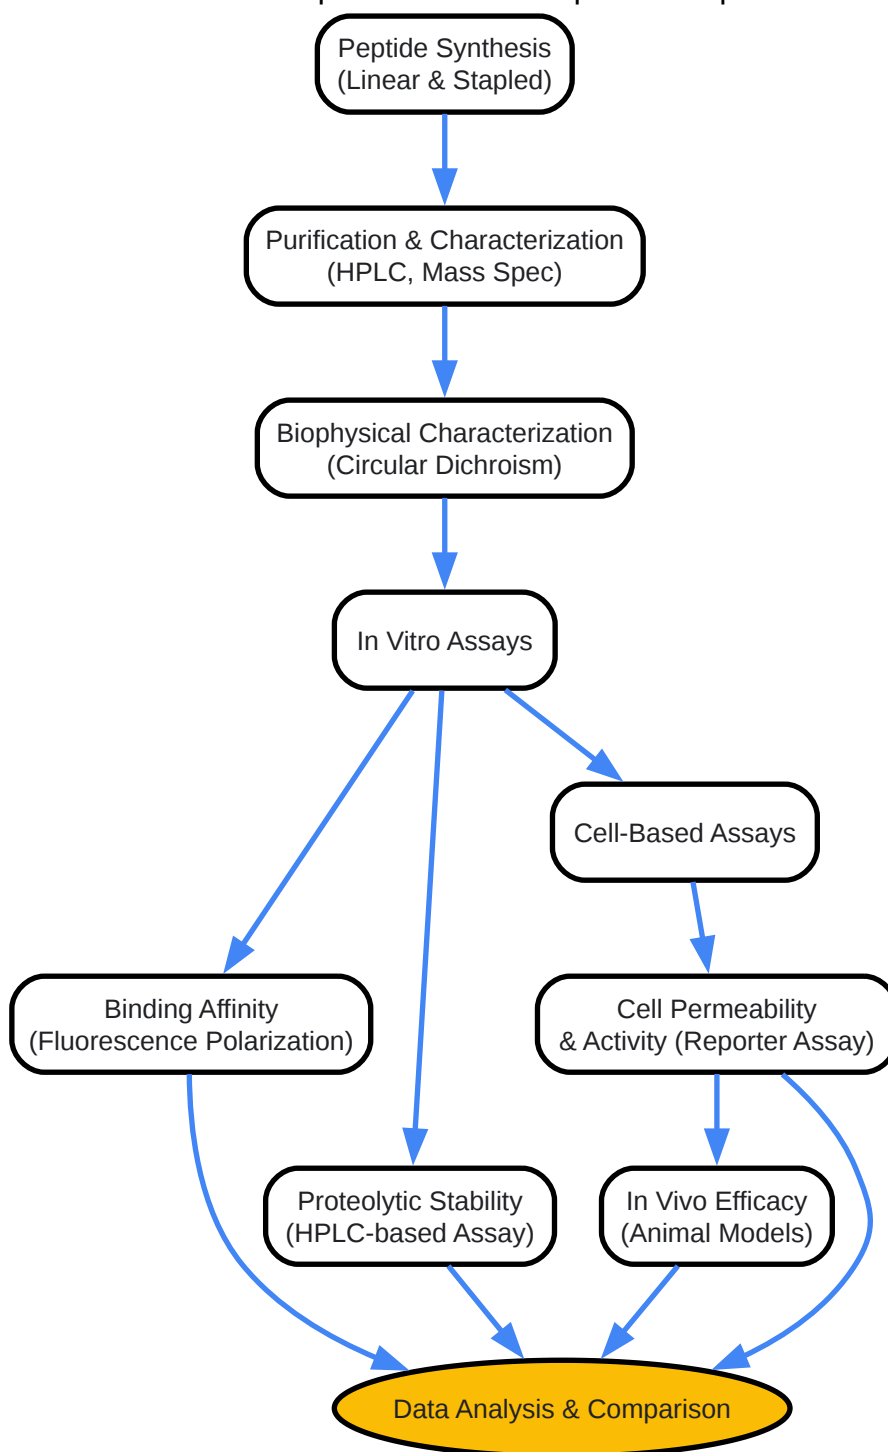 Peptide Synthesis
(Linear & Stapled)
Purification & Characterization
(HPLC, Mass Spec)
Biophysical Characterization
(Circular Dichroism)
In Vitro Assays
Cell-Based Assays
Binding Affinity
(Fluorescence Polarization)
Cell Permeability
& Activity (Reporter Assay)
Proteolytic Stability
(HPLC-based Assay)
In Vivo Efficacy
(Animal Models)
Data Analysis & Comparison